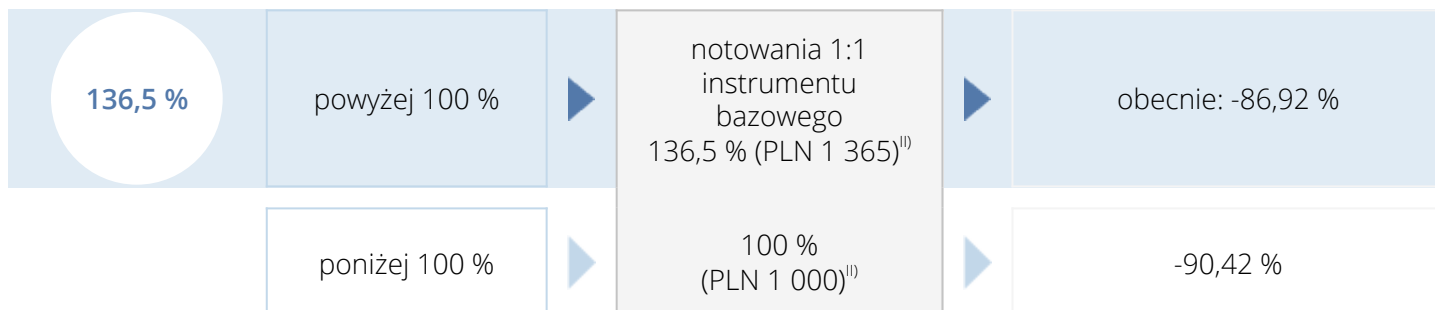 136,5 %
powyżej 100 %
notowania 1:1
instrumentu
bazowego
136,5 % (PLN 1 365)II)
obecnie: -86,92 %
poniżej 100 %
100 %
(PLN 1 000)II)
-90,42 %